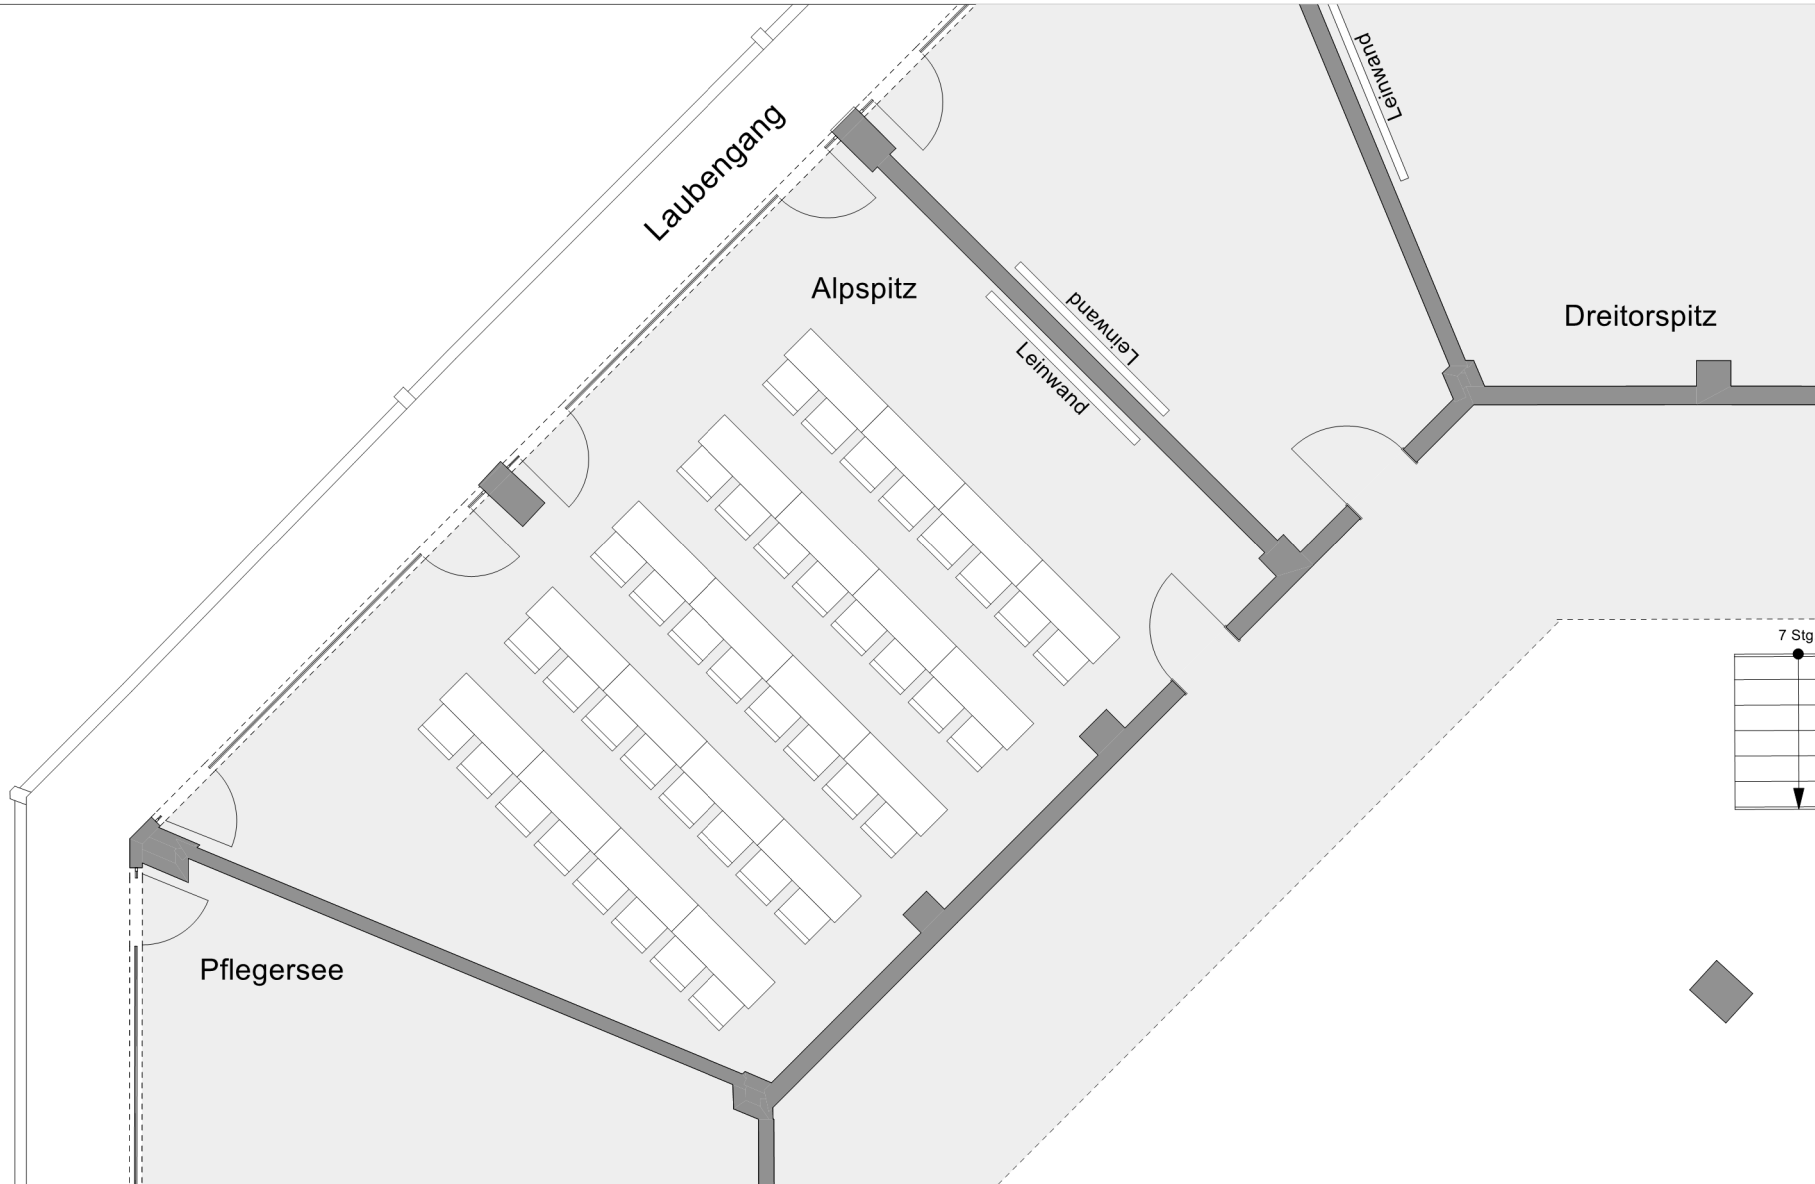 Leinwand
Laubengang
Alpspitz
Leinwand
Leinwand
Dreitorspitz
7 Stg
Pflegersee